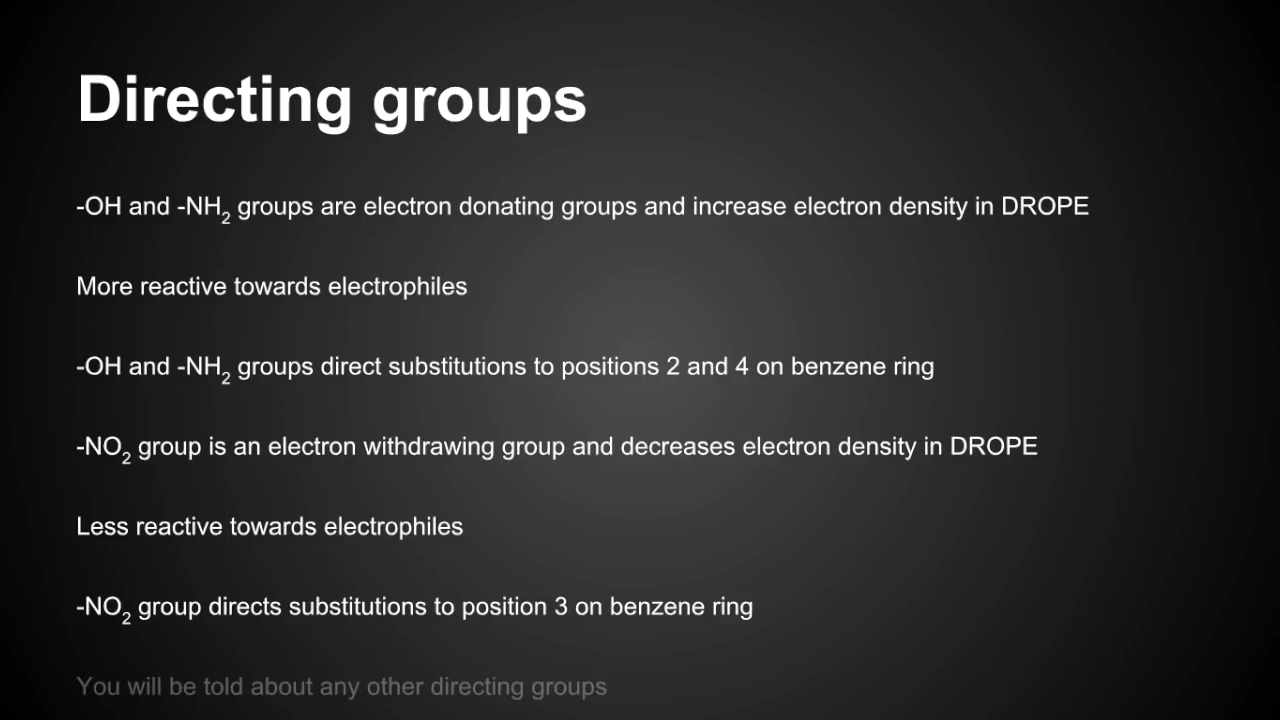 Directing groups
-OH and -NH₂ groups are electron donating groups and increase electron density in DROPE
More reactive towards electrophiles
-OH and -NH₂ groups direct substitutions to positions 2 and 4 on benzene ring
-NO₂ group is an electron withdrawing group and decreases electron density in DROPE
Less reactive towards electrophiles
-NO₂ group directs substitutions to position 3 on benzene ring
You will be told about any other directing groups